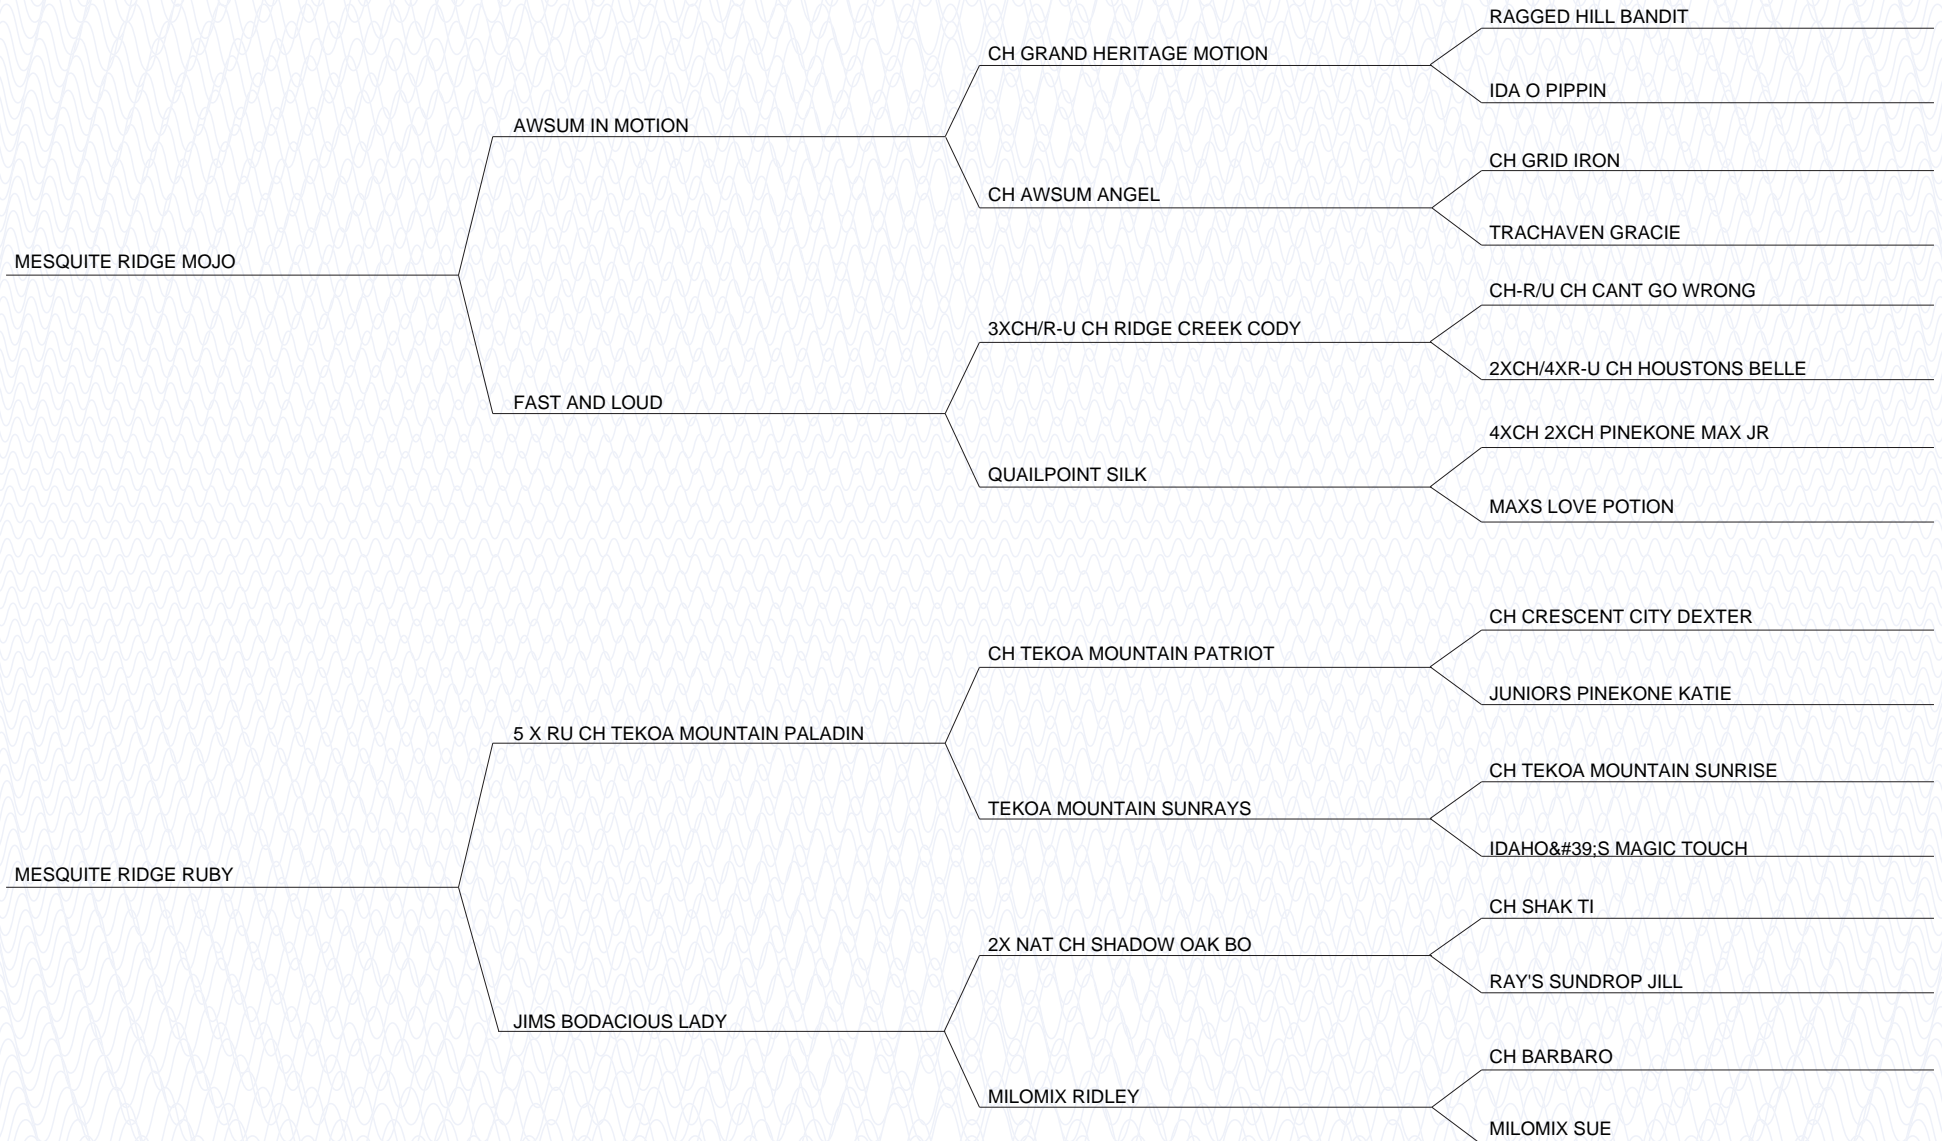 RAGGED HILL BANDIT
CH GRAND HERITAGE MOTION
IDA O PIPPIN
AWSUM IN MOTION
CH GRID IRON
CH AWSUM ANGEL
TRACHAVEN GRACIE
MESQUITE RIDGE MOJO
CH-R/U CH CANT GO WRONG
3XCH/R-U CH RIDGE CREEK CODY
2XCH/4XR-U CH HOUSTONS BELLE
FAST AND LOUD
4XCH 2XCH PINEKONE MAX JR
QUAILPOINT SILK
MAXS LOVE POTION
CH CRESCENT CITY DEXTER
CH TEKOA MOUNTAIN PATRIOT
JUNIORS PINEKONE KATIE
5 X RU CH TEKOA MOUNTAIN PALADIN
CH TEKOA MOUNTAIN SUNRISE
TEKOA MOUNTAIN SUNRAYS
IDAHO&#39;S MAGIC TOUCH
MESQUITE RIDGE RUBY
CH SHAK TI
2X NAT CH SHADOW OAK BO
RAY'S SUNDROP JILL
JIMS BODACIOUS LADY
CH BARBARO
MILOMIX RIDLEY
MILOMIX SUE